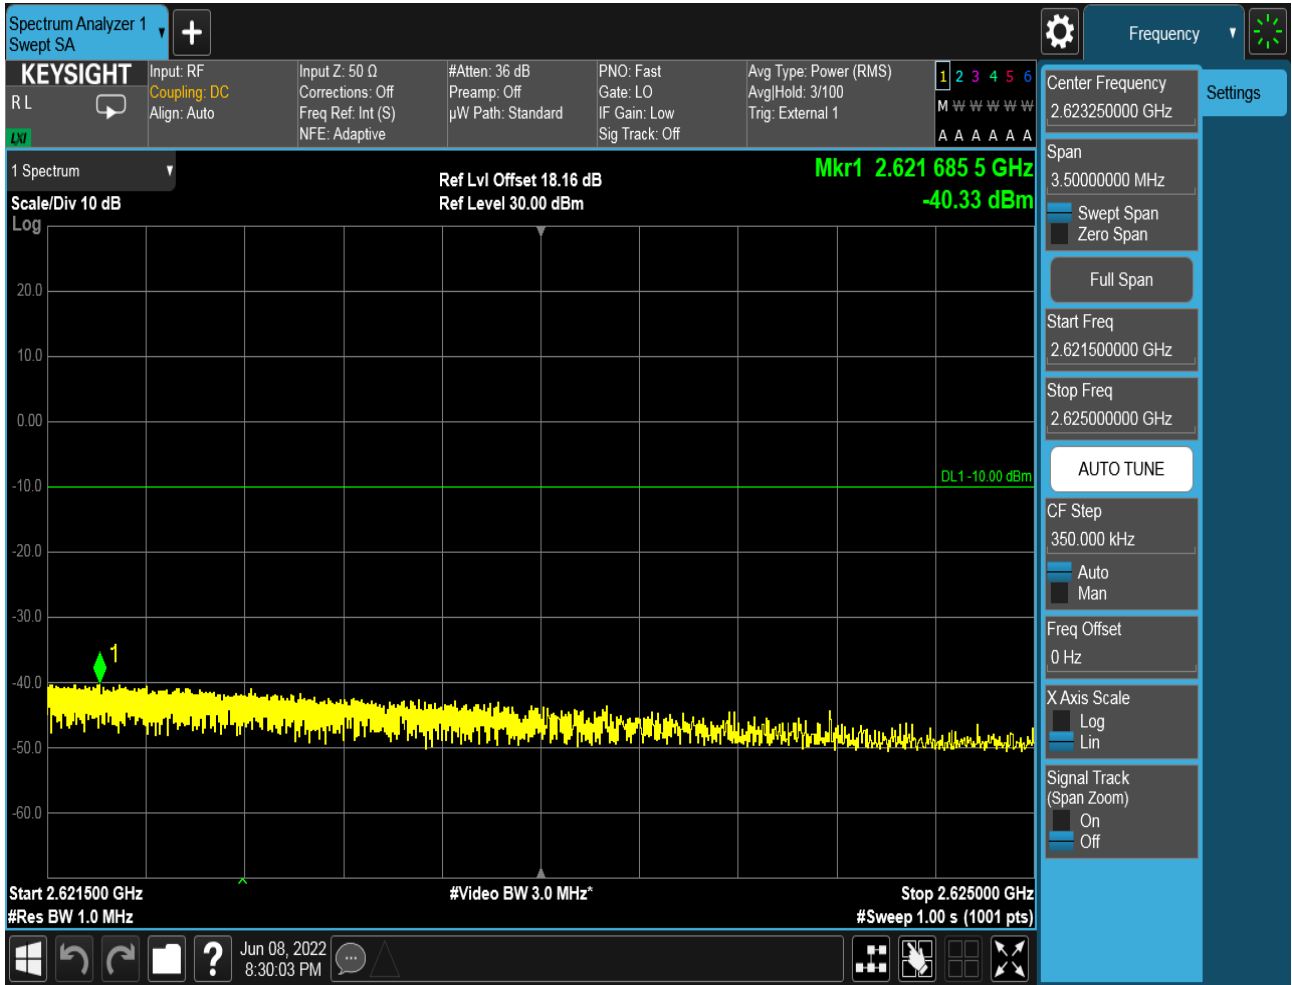 Spectrum Analyzer 1
Swept SA
Frequency
KEYSIGHT
R L
LXI
Input: RF
Coupling: DC
Align: Auto
Input Z: 50 Ω
Corrections: Off
Freq Ref: Int (S)
NFE: Adaptive
#Atten: 36 dB
Preamp: Off
µW Path: Standard
PNO: Fast
Gate: LO
IF Gain: Low
Sig Track: Off
Avg Type: Power (RMS)
Avg|Hold: 3/100
Trig: External 1
1 2 3 4 5 6
M W W W W W
A A A A A A
1 Spectrum
Scale/Div 10 dB
Log
Ref Lvl Offset 18.16 dB
Ref Level 30.00 dBm
Mkr1 2.621 685 5 GHz
-40.33 dBm
20.0
10.0
0.00
-10.0
-20.0
-30.0
-40.0
-50.0
-60.0
DL1 -10.00 dBm
1
Start 2.621500 GHz
#Res BW 1.0 MHz
#Video BW 3.0 MHz*
Stop 2.625000 GHz
#Sweep 1.00 s (1001 pts)
Jun 08, 2022
8:30:03 PM
Center Frequency
2.623250000 GHz
Settings
Span
3.50000000 MHz
Swept Span
Zero Span
Full Span
Start Freq
2.621500000 GHz
Stop Freq
2.625000000 GHz
AUTO TUNE
CF Step
350.000 kHz
Auto
Man
Freq Offset
0 Hz
X Axis Scale
Log
Lin
Signal Track
(Span Zoom)
On
Off